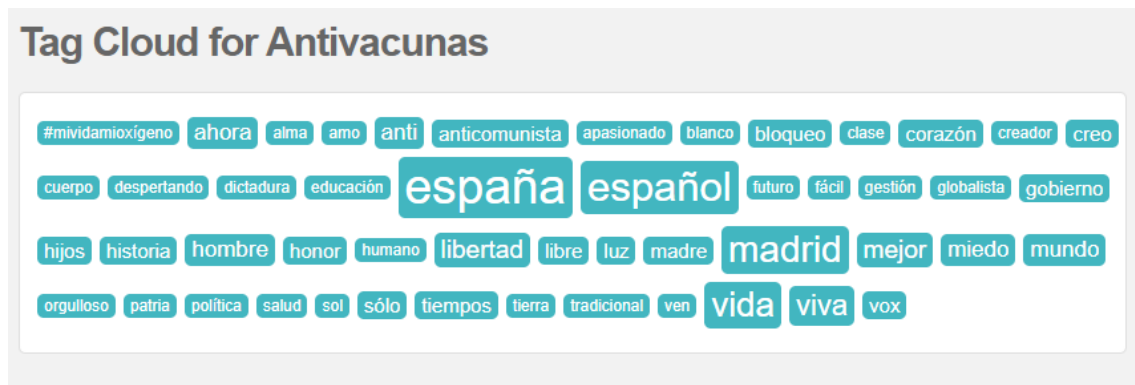 Tag Cloud for Antivacunas
#mividamioxígeno ahora alma amo anti anticomunista apasionado blanco bloqueo clase corazón creador creo
cuerpo despertando dictadura educación españa español futuro fácil gestión globalista gobierno
hijos historia hombre honor humano libertad libre luz madre madrid mejor miedo mundo
orgulloso patria política salud sol sólo tiempos tierra tradicional ven vida viva vox